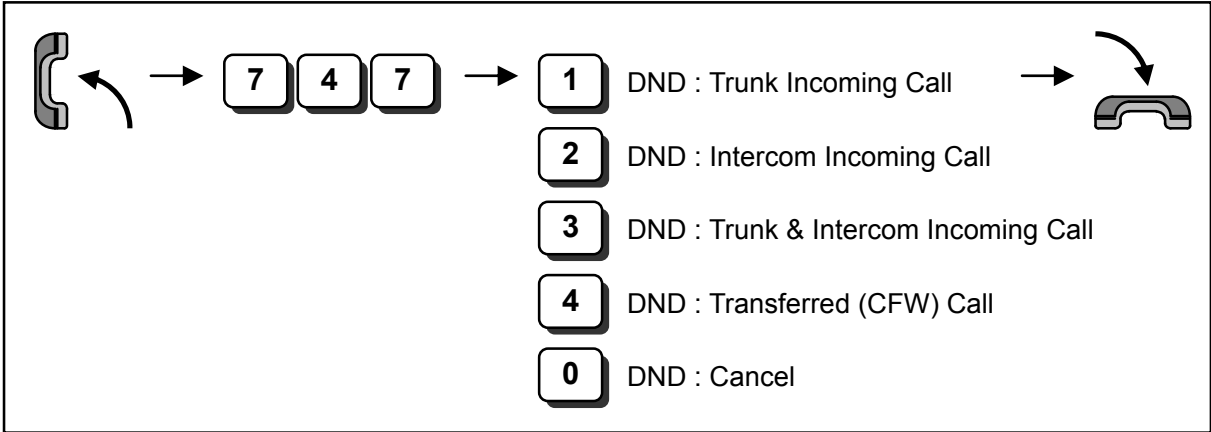 7 4 7 1 DND : Trunk Incoming Call
2 DND : Intercom Incoming Call
3 DND : Trunk & Intercom Incoming Call
4 DND : Transferred (CFW) Call
0 DND : Cancel